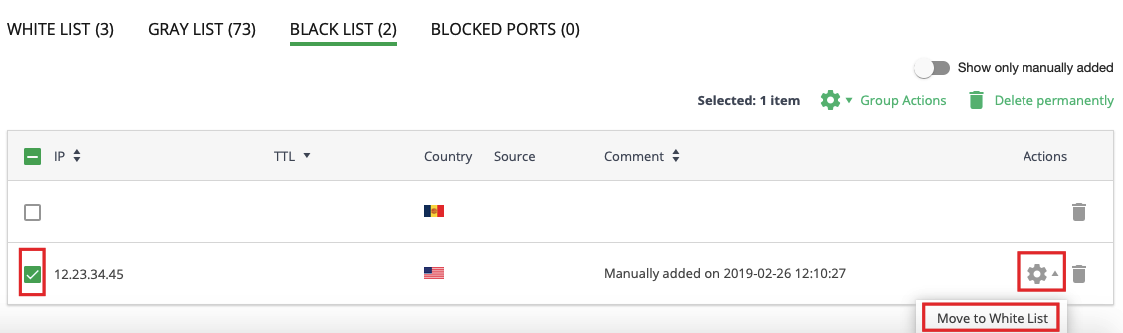 WHITE LIST (3) GRAY LIST (73) BLACK LIST (2) BLOCKED PORTS (0)
Show only manually added
Selected: 1 item Group Actions Delete permanently
IP TTL Country Source Comment Actions
12.23.34.45 Manually added on 2019-02-26 12:10:27
Move to White List